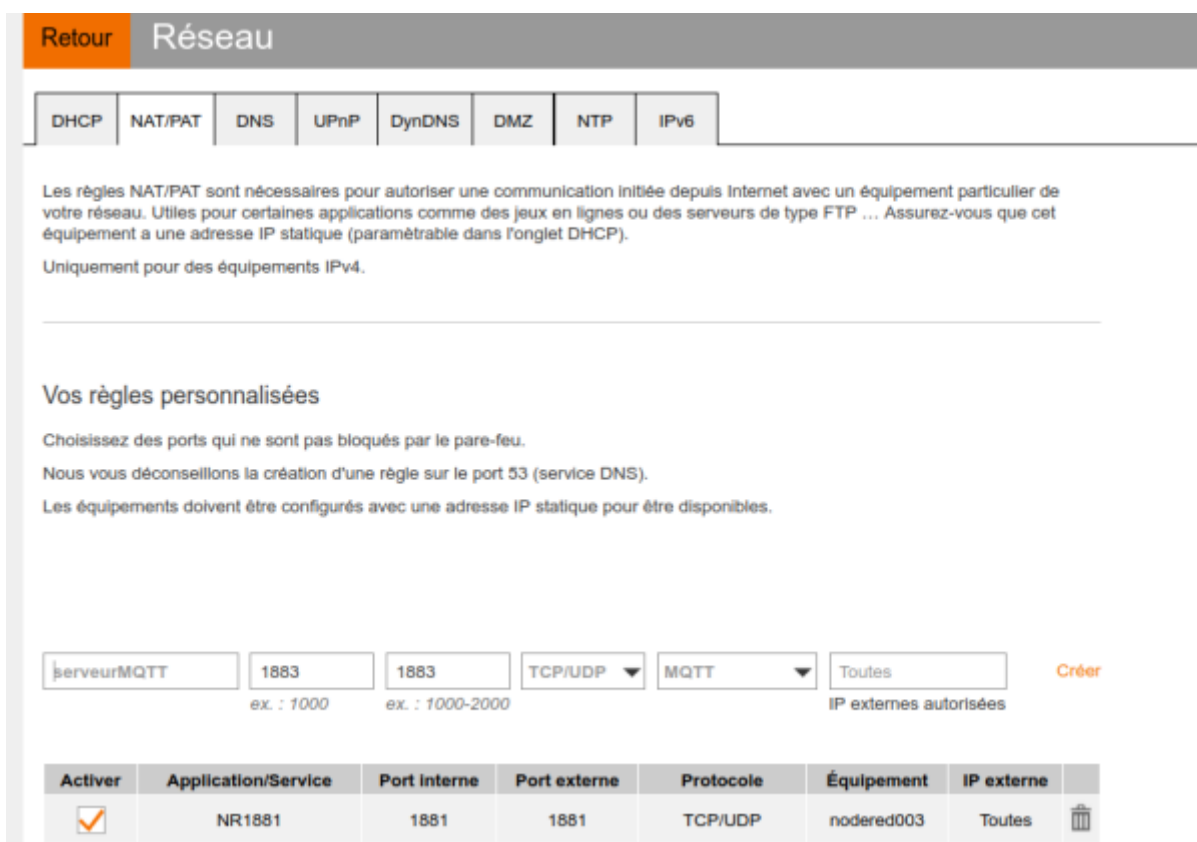 Retour Réseau
DHCP NAT/PAT DNS UPnP DynDNS DMZ NTP IPv6
Les règles NAT/PAT sont nécessaires pour autoriser une communication initiée depuis Internet avec un équipement particulier de
votre réseau. Utiles pour certaines applications comme des jeux en lignes ou des serveurs de type FTP … Assurez-vous que cet
équipement a une adresse IP statique (paramètrable dans l'onglet DHCP).
Uniquement pour des équipements IPv4.
Vos règles personnalisées
Choisissez des ports qui ne sont pas bloqués par le pare-feu.
Nous vous déconseillons la création d'une règle sur le port 53 (service DNS).
Les équipements doivent être configurés avec une adresse IP statique pour être disponibles.
serveurMQTT 1883 1883 TCP/UDP MQTT Toutes Créer
ex. : 1000 ex. : 1000-2000 IP externes autorisées
Activer Application/Service Port interne Port externe Protocole Équipement IP externe
NR1881 1881 1881 TCP/UDP nodered003 Toutes